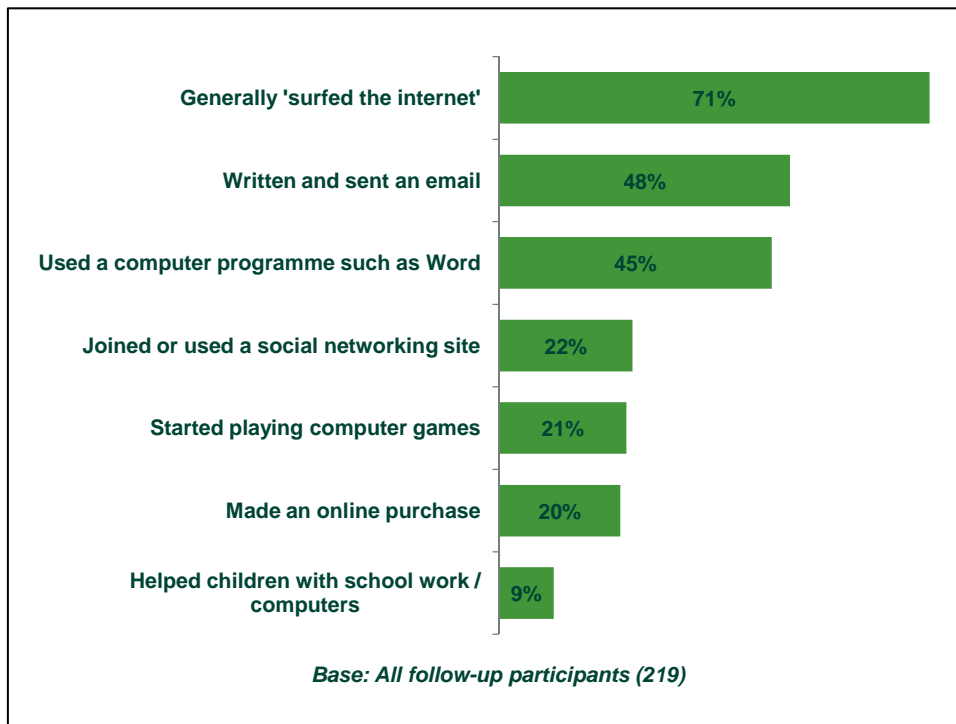 Generally 'surfed the internet'
71%
Written and sent an email
48%
Used a computer programme such as Word
45%
Joined or used a social networking site
22%
Started playing computer games
21%
Made an online purchase
20%
Helped children with school work /
computers
9%
Base: All follow-up participants (219)